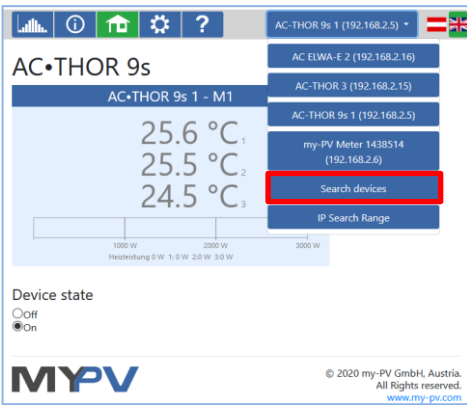 ?
AC-THOR 9s 1 (192.168.2.5)
AC ELWA-E 2 (192.168.2.16)
AC•THOR 9s
AC-THOR 3 (192.168.2.15)
AC•THOR 9s 1 - M1
AC-THOR 9s 1 (192.168.2.5)
25.6 °C 1
my-PV Meter 1438514
(192.168.2.6)
25.5 °C 2
Search devices
24.5 °C 3
IP Search Range
1000 W 2000 W 3000 W
Heizleistung 0 W 1: 0 W 2:0 W 3:0 W
Device state
Off
On
MYPV
© 2020 my-PV GmbH, Austria.
All Rights reserved.
www.my-pv.com